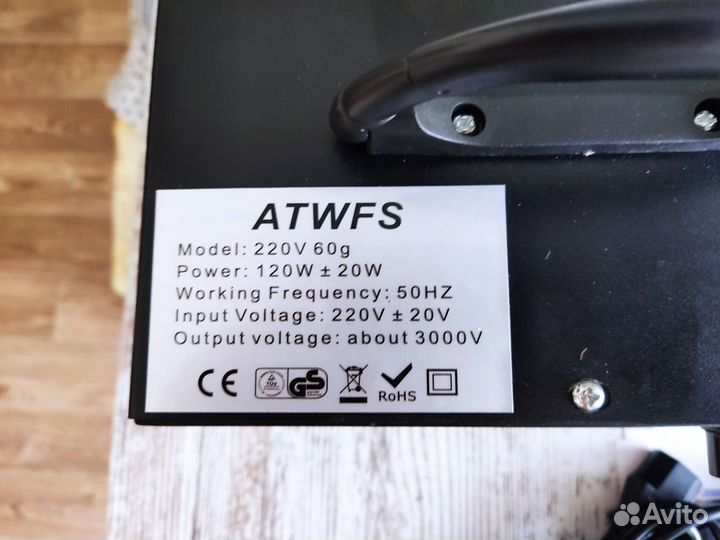 ATWFS
Model: 220V 60g
Power: 120W ± 20W
Working Frequency: 50HZ
Input Voltage: 220V ± 20V
Output voltage: about 3000V
CE TÜV GS RoHS
Avito